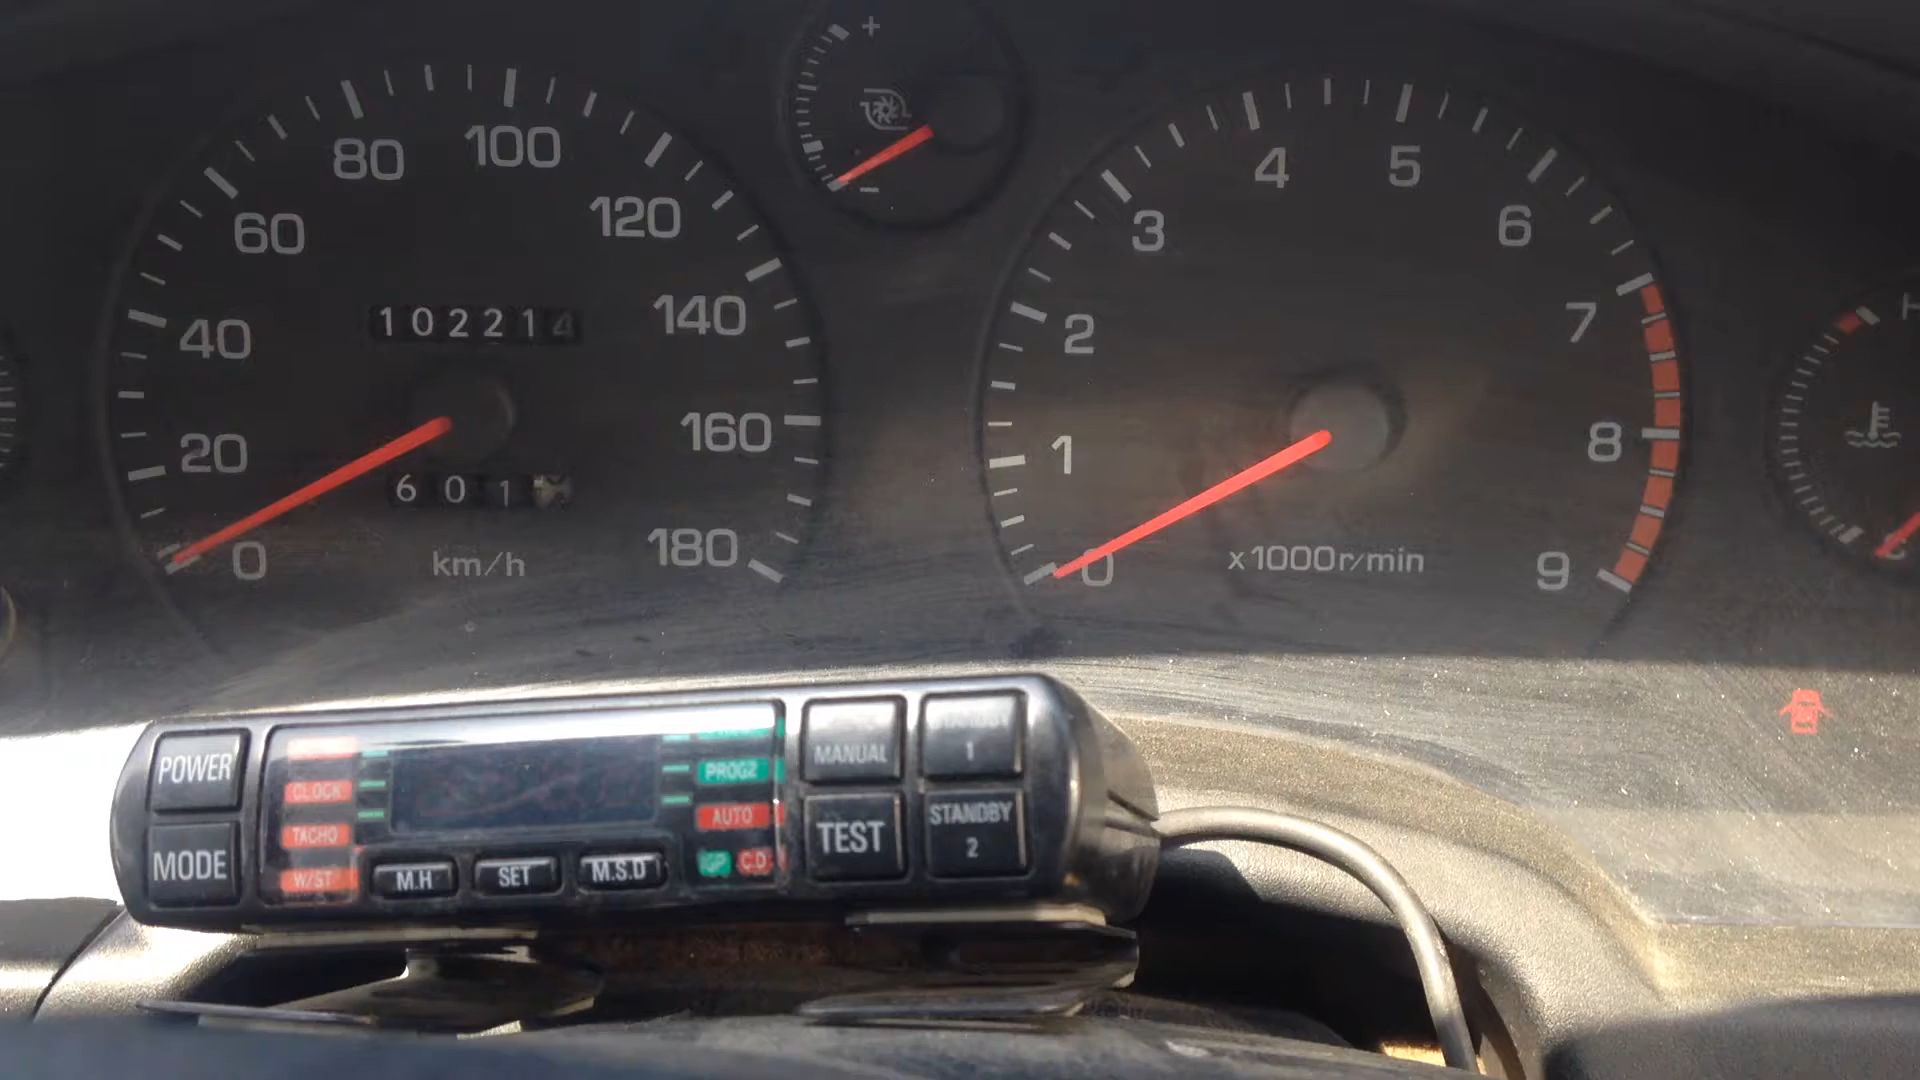 +
-
0
20
40
60
80
100
120
140
160
180
102214
601
km/h
0
1
2
3
4
5
6
7
8
9
x1000r/min
H
C
POWER
MODE
CLOCK
TACHO
W/ST
M.H
SET
M.S.D
PROG2
AUTO
IGP
C.D
MANUAL
TEST
STANDBY
1
STANDBY
2